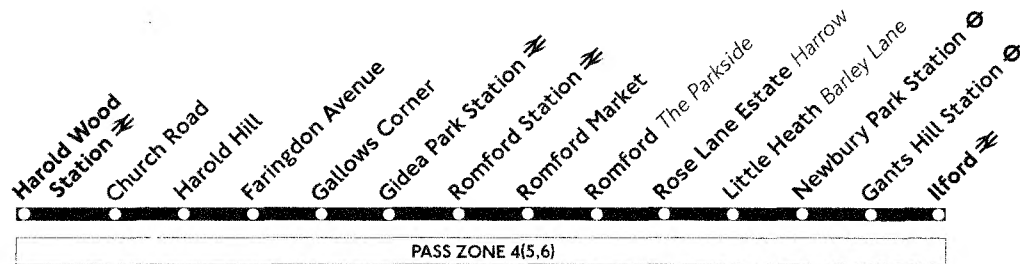 Harold Wood
Station
Church Road
Harold Hill
Faringdon Avenue
Gallows Corner
Gidea Park Station
Romford Station
Romford Market
Romford The Parkside
Rose Lane Estate Harrow
Little Heath Barley Lane
Newbury Park Station
Gants Hill Station
Ilford
PASS ZONE 4(5,6)